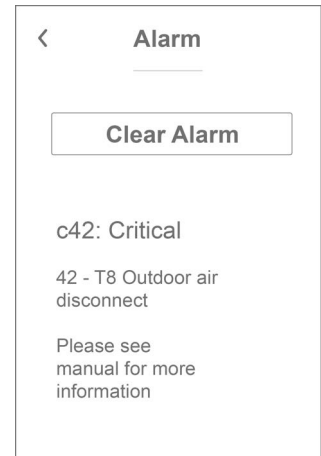 Alarm
Clear Alarm
c42: Critical
42 - T8 Outdoor air
disconnect
Please see
manual for more
information